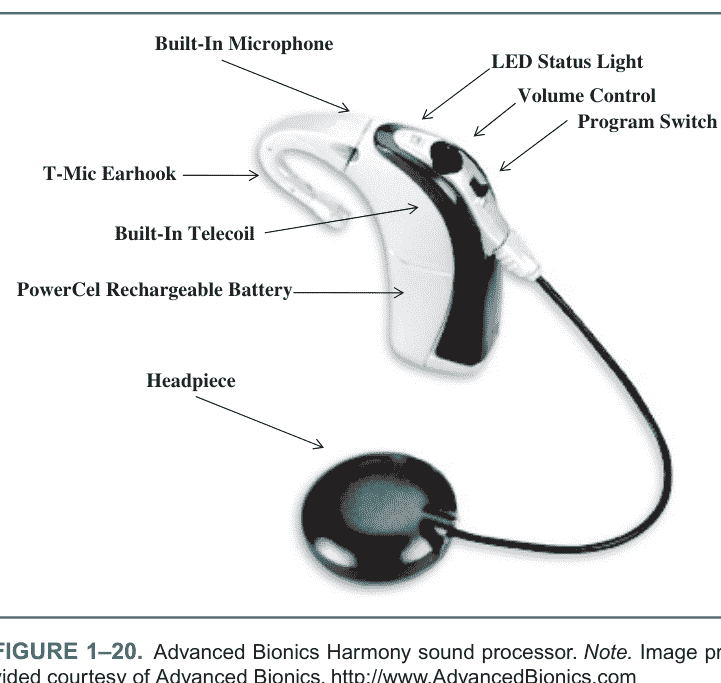 Built-In Microphone
LED Status Light
Volume Control
Program Switch
T-Mic Earhook
Built-In Telecoil
PowerCel Rechargeable Battery
Headpiece
FIGURE 1–20. Advanced Bionics Harmony sound processor. Note. Image pr
vided courtesy of Advanced Bionics, http://www.AdvancedBionics.com